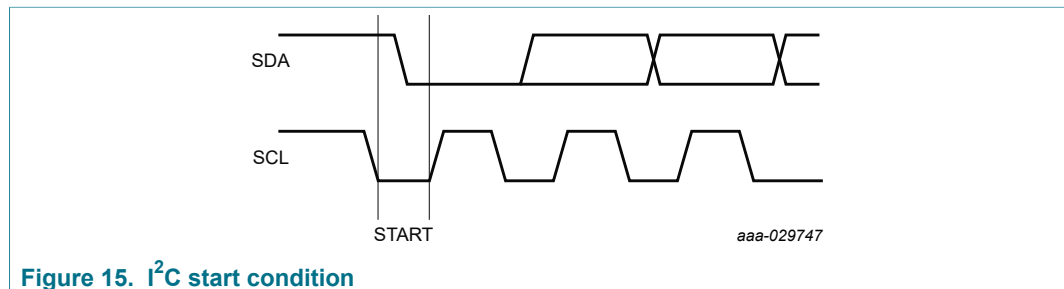 SDA
SCL
START
aaa-029747
Figure 15. I²C start condition